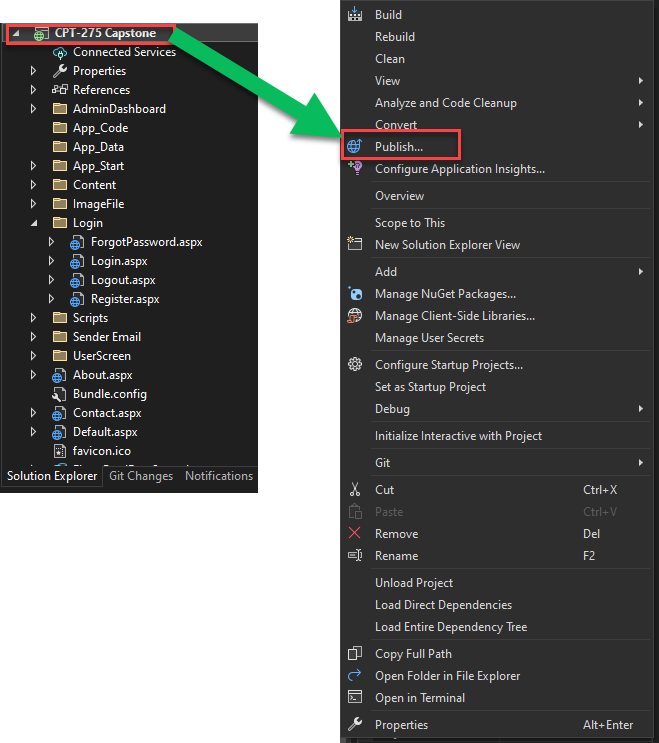 CPT-275 Capstone
Connected Services
Properties
References
AdminDashboard
App_Code
App_Data
App_Start
Content
ImageFile
Login
ForgotPassword.aspx
Login.aspx
Logout.aspx
Register.aspx
Scripts
Sender Email
UserScreen
About.aspx
Bundle.config
Contact.aspx
Default.aspx
favicon.ico
Solution Explorer Git Changes Notifications
Build
Rebuild
Clean
View
Analyze and Code Cleanup
Convert
Publish...
Configure Application Insights...
Overview
Scope to This
New Solution Explorer View
Add
Manage NuGet Packages...
Manage Client-Side Libraries...
Manage User Secrets
Configure Startup Projects...
Set as Startup Project
Debug
Initialize Interactive with Project
Git
Cut Ctrl+X
Paste Ctrl+V
Remove Del
Rename F2
Unload Project
Load Direct Dependencies
Load Entire Dependency Tree
Copy Full Path
Open Folder in File Explorer
Open in Terminal
Properties Alt+Enter